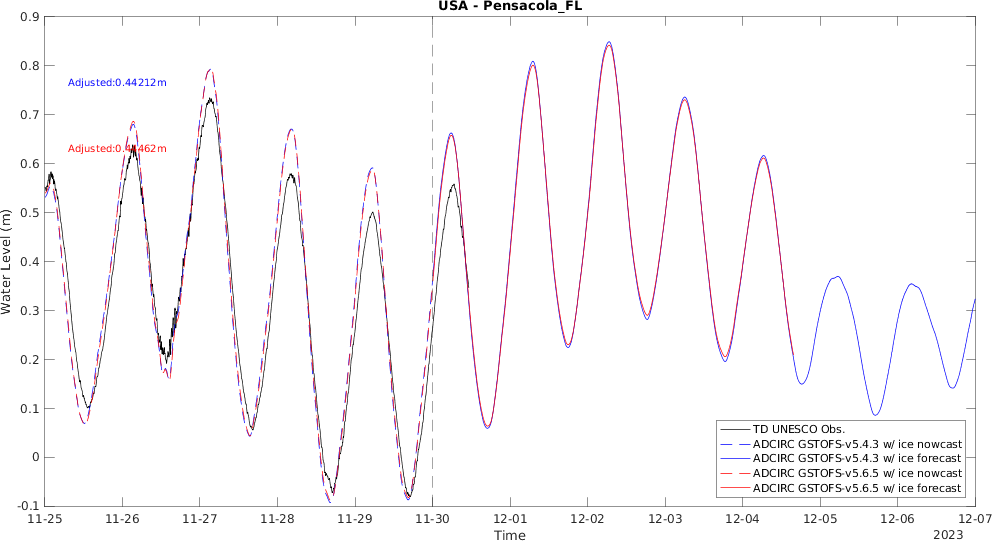 USA - Pensacola_FL
0.9
0.8
Adjusted:0.44212m
0.7
Adjusted:0.44462m
0.6
0.5
0.4
Water Level (m)
0.3
0.2
0.1
0
-0.1
TD UNESCO Obs.
ADCIRC GSTOFS-v5.4.3 w/ ice nowcast
ADCIRC GSTOFS-v5.4.3 w/ ice forecast
ADCIRC GSTOFS-v5.6.5 w/ ice nowcast
ADCIRC GSTOFS-v5.6.5 w/ ice forecast
11-25 11-26 11-27 11-28 11-29 11-30 12-01 12-02 12-03 12-04 12-05 12-06 12-07
Time
2023